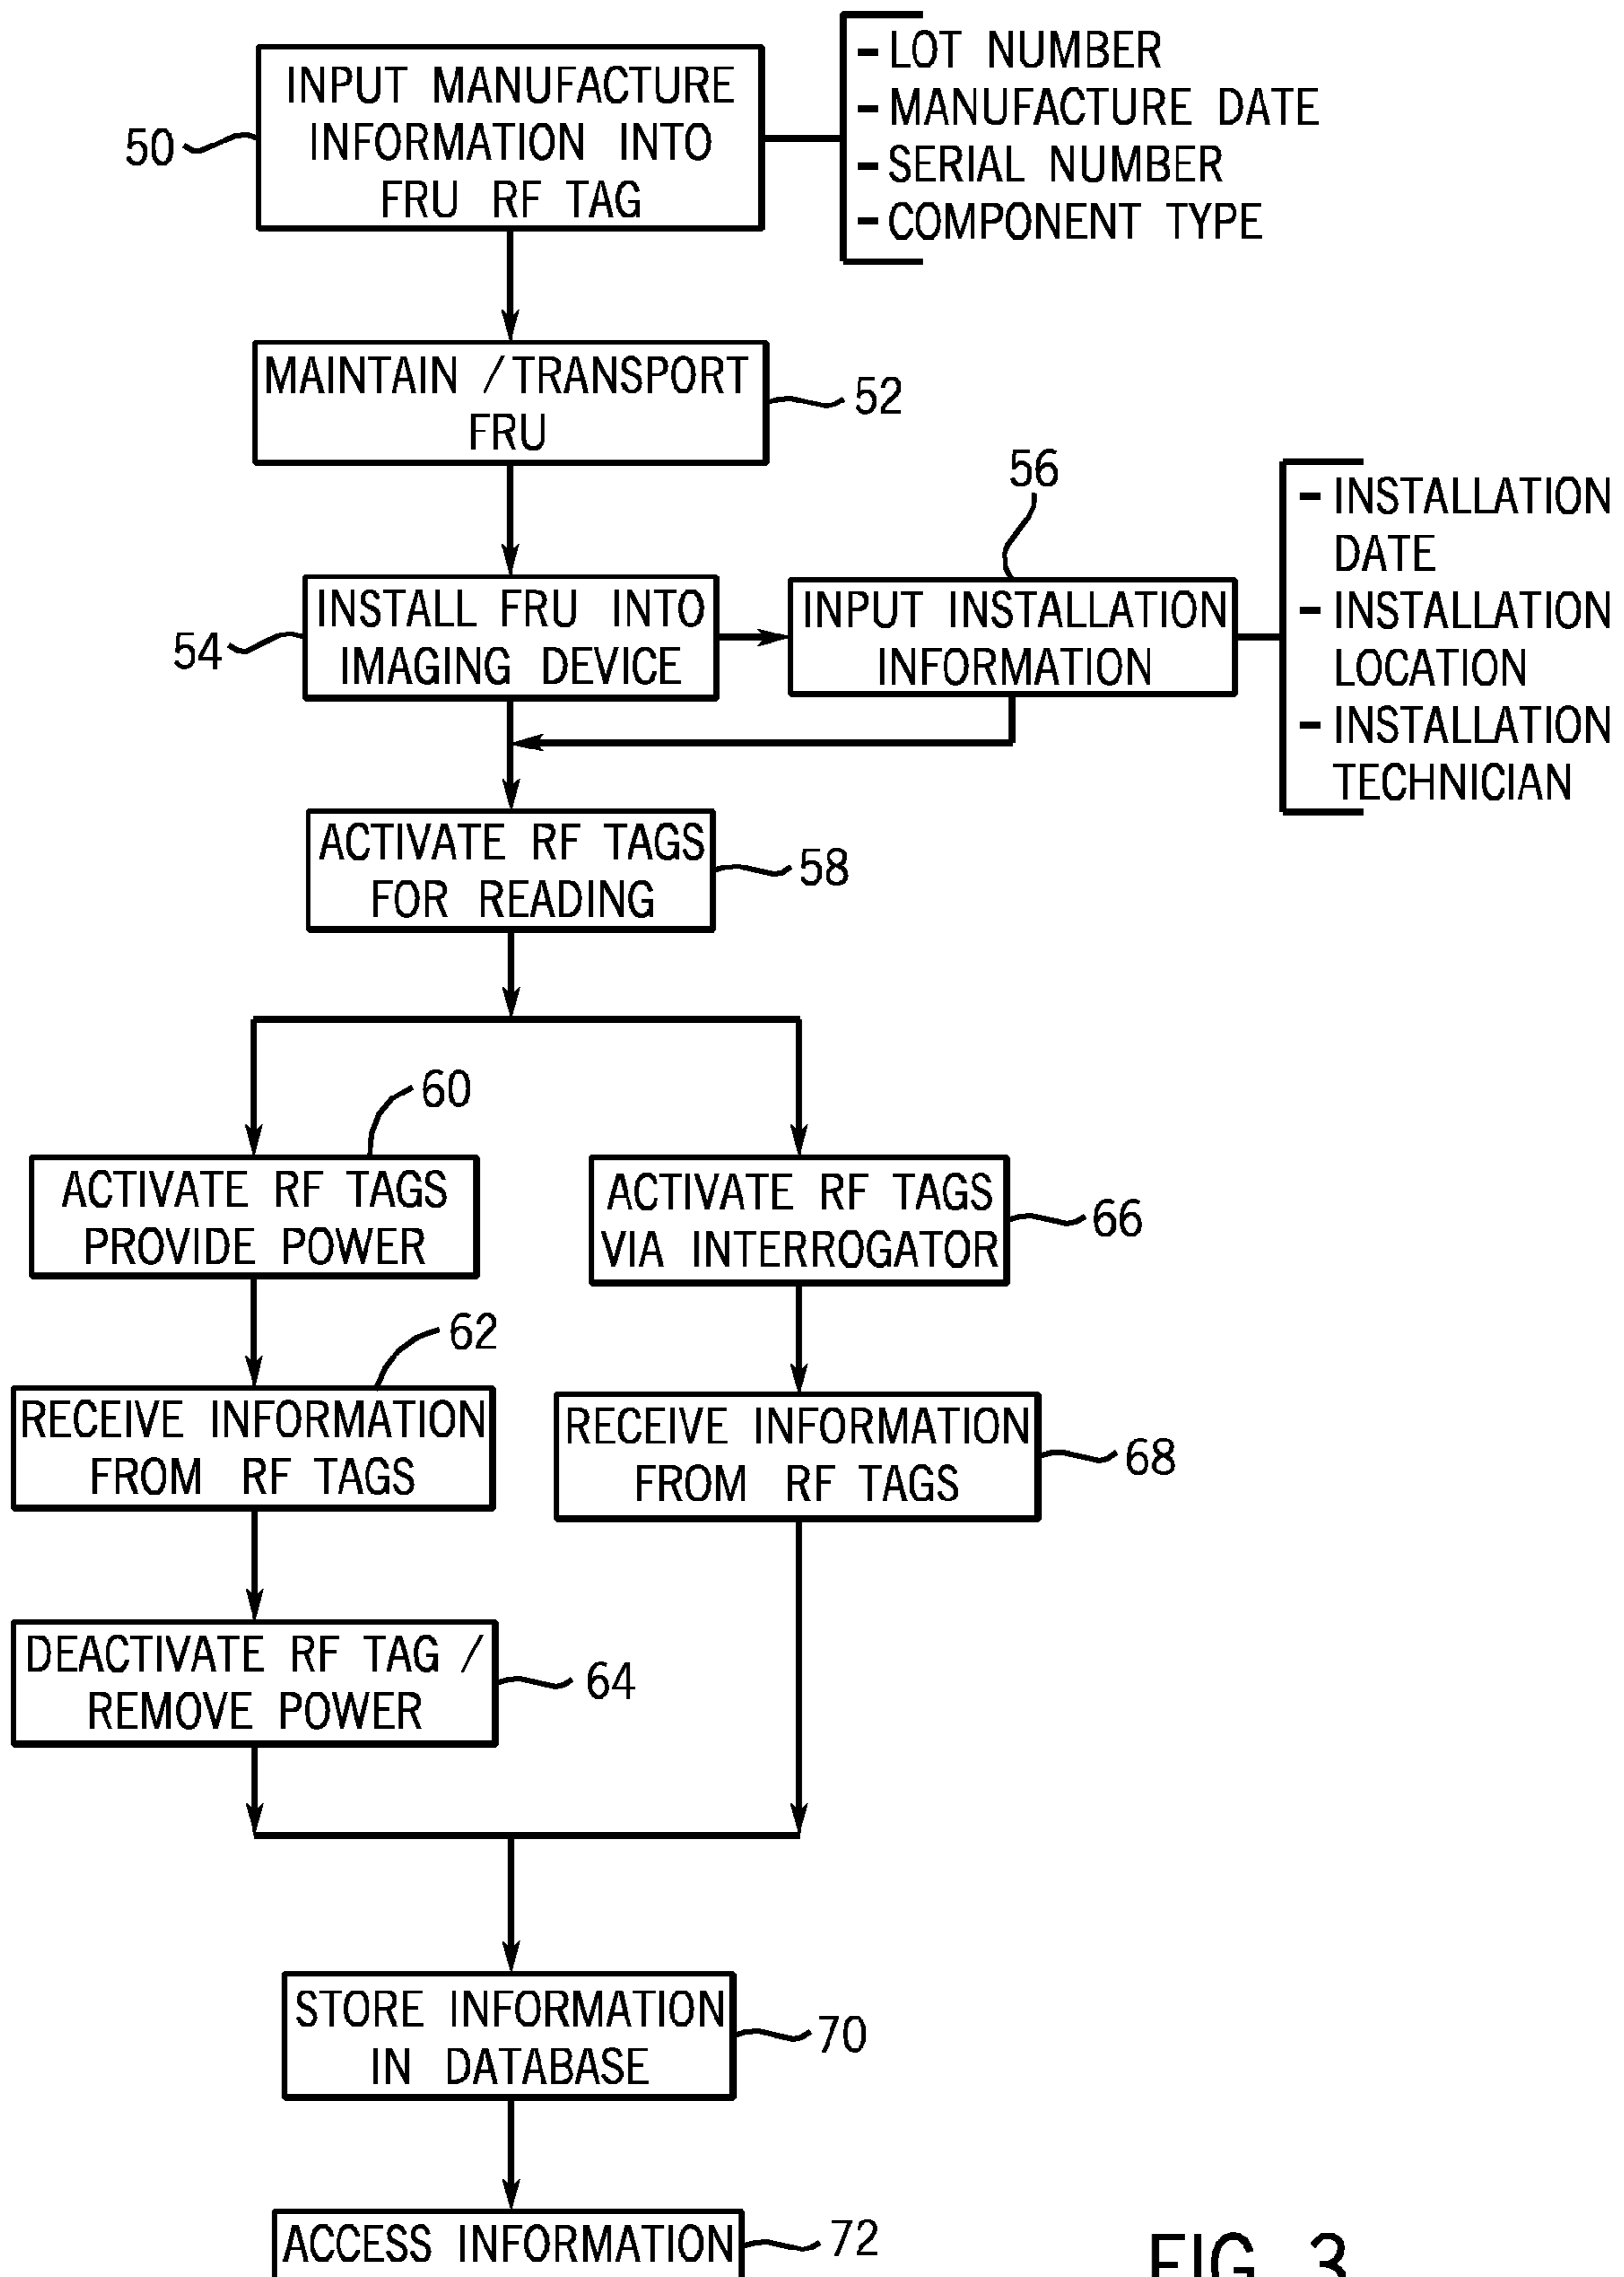 INPUT MANUFACTURE
INFORMATION INTO
FRU RF TAG
50
- LOT NUMBER
- MANUFACTURE DATE
- SERIAL NUMBER
- COMPONENT TYPE
MAINTAIN / TRANSPORT
FRU
52
INSTALL FRU INTO
IMAGING DEVICE
54
56
INPUT INSTALLATION
INFORMATION
- INSTALLATION
DATE
- INSTALLATION
LOCATION
- INSTALLATION
TECHNICIAN
ACTIVATE RF TAGS
FOR READING
58
60
ACTIVATE RF TAGS
PROVIDE POWER
ACTIVATE RF TAGS
VIA INTERROGATOR
66
62
RECEIVE INFORMATION
FROM RF TAGS
RECEIVE INFORMATION
FROM RF TAGS
68
DEACTIVATE RF TAG /
REMOVE POWER
64
STORE INFORMATION
IN DATABASE
70
ACCESS INFORMATION
72
FIG. 3